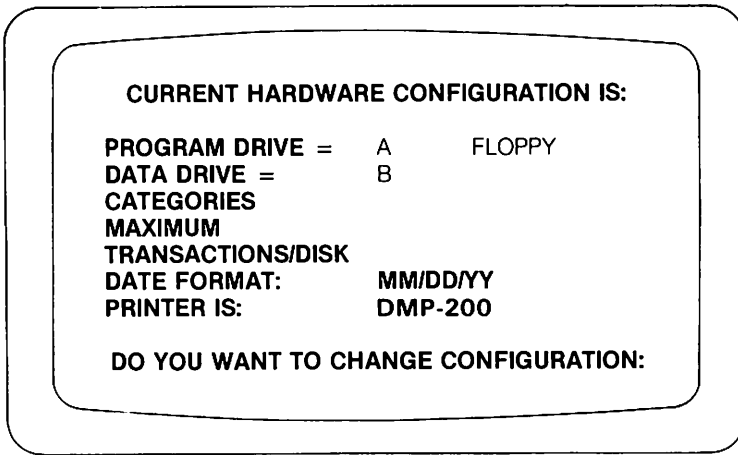 CURRENT HARDWARE CONFIGURATION IS:
PROGRAM DRIVE = A FLOPPY
DATA DRIVE = B
CATEGORIES
MAXIMUM
TRANSACTIONS/DISK
DATE FORMAT: MM/DD/YY
PRINTER IS: DMP-200
DO YOU WANT TO CHANGE CONFIGURATION: